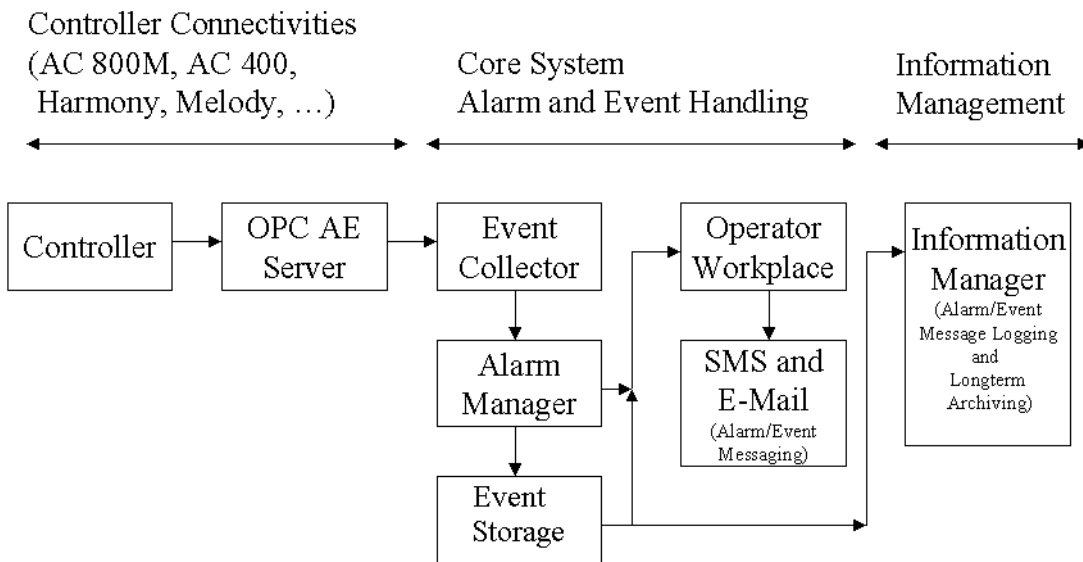 Controller Connectivities
(AC 800M, AC 400,
Harmony, Melody, …)
Core System
Alarm and Event Handling
Information
Management
Controller
OPC AE
Server
Event
Collector
Operator
Workplace
Information
Manager
(Alarm/Event
Message Logging
and
Longterm
Archiving)
Alarm
Manager
SMS and
E-Mail
(Alarm/Event
Messaging)
Event
Storage